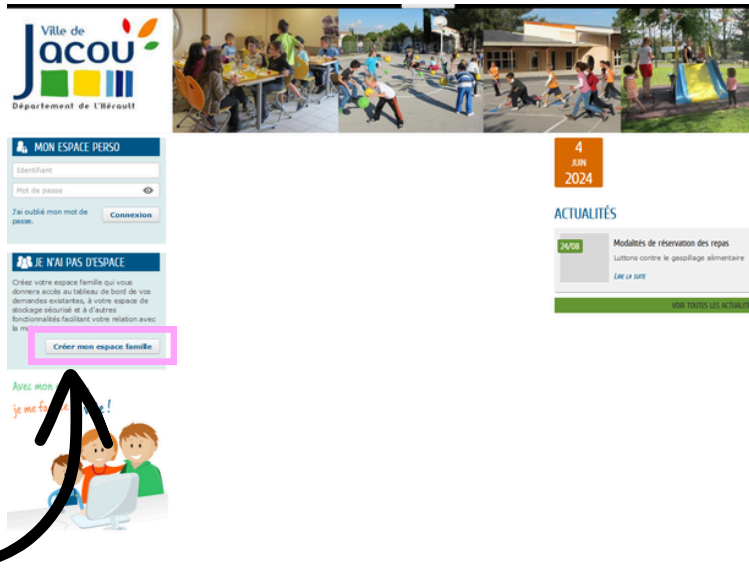 Ville de
Jacou
Département de l'Hérault
MON ESPACE PERSO
Identifiant
Mot de passe
J'ai oublié mon mot de
passe.
Connexion
JE N'AI PAS D'ESPACE
Créez votre espace famille qui vous
donnera accès au tableau de bord de vos
demandes existantes, à votre espace de
stockage sécurisé et à d'autres
fonctionnalités facilitant votre relation avec
la
Créer mon espace famille
Avec mon
je me
!
4
JUIN
2024
ACTUALITÉS
24/08
Modalités de réservation des repas
Luttons contre le gaspillage alimentaire
LIRE LA SUITE
VOIR TOUTES LES